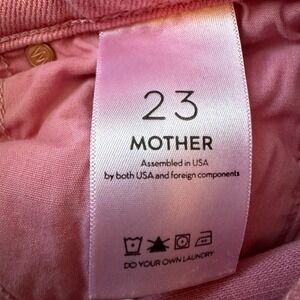 23
MOTHER
Assembled in USA
by both USA and foreign components
DO YOUR OWN LAUNDRY